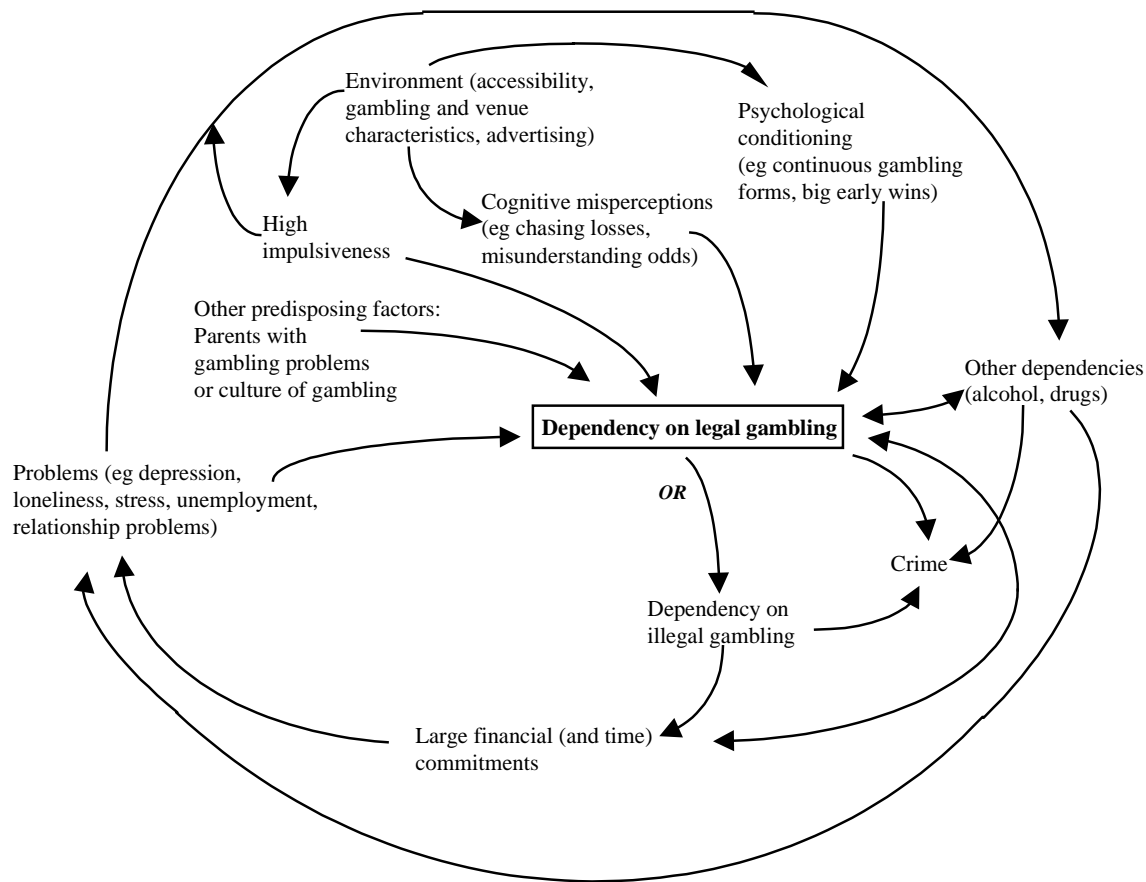 Environment (accessibility,
gambling and venue
characteristics, advertising)
Psychological
conditioning
(eg continuous gambling
forms, big early wins)
Cognitive misperceptions
(eg chasing losses,
misunderstanding odds)
High
impulsiveness
Other predisposing factors:
Parents with
gambling problems
or culture of gambling
Other dependencies
(alcohol, drugs)
Dependency on legal gambling
Problems (eg depression,
loneliness, stress, unemployment,
relationship problems)
OR
Crime
Dependency on
illegal gambling
Large financial (and time)
commitments